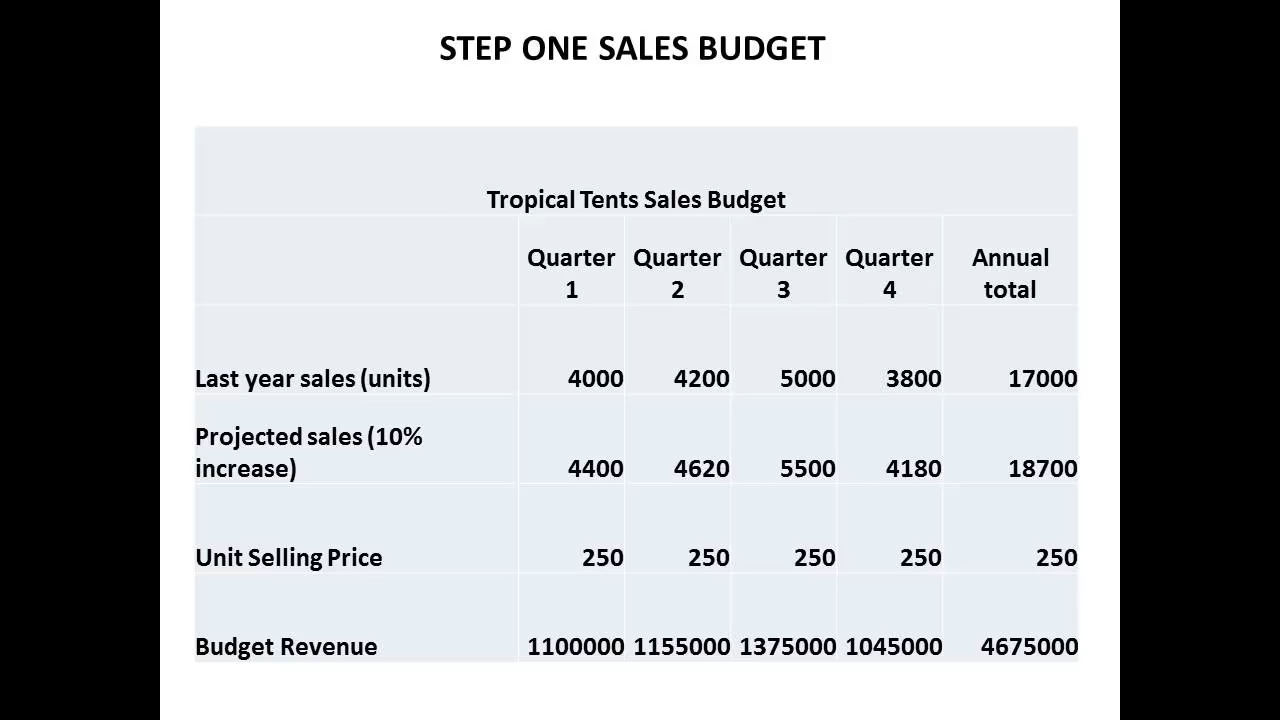 STEP ONE SALES BUDGET
Tropical Tents Sales Budget
Quarter 1 Quarter 2 Quarter 3 Quarter 4 Annual total
Last year sales (units) 4000 4200 5000 3800 17000
Projected sales (10%
increase) 4400 4620 5500 4180 18700
Unit Selling Price 250 250 250 250 250
Budget Revenue 1100000 1155000 1375000 1045000 4675000